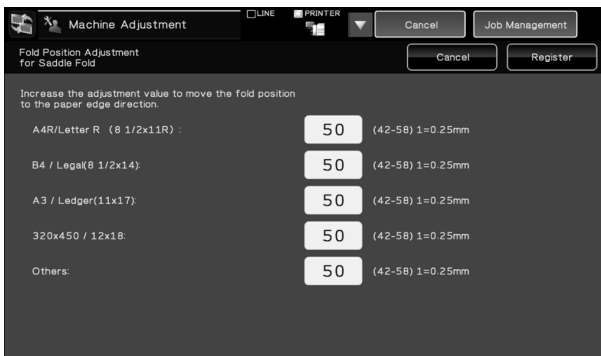 Machine Adjustment
LINE
PRINTER
Cancel
Job Management
Fold Position Adjustment
for Saddle Fold
Cancel
Register
Increase the adjustment value to move the fold position
to the paper edge direction.
A4R/Letter R (8 1/2x11R) :
50
(42-58) 1=0.25mm
B4 / Legal(8 1/2x14):
50
(42-58) 1=0.25mm
A3 / Ledger(11x17):
50
(42-58) 1=0.25mm
320x450 / 12x18:
50
(42-58) 1=0.25mm
Others:
50
(42-58) 1=0.25mm